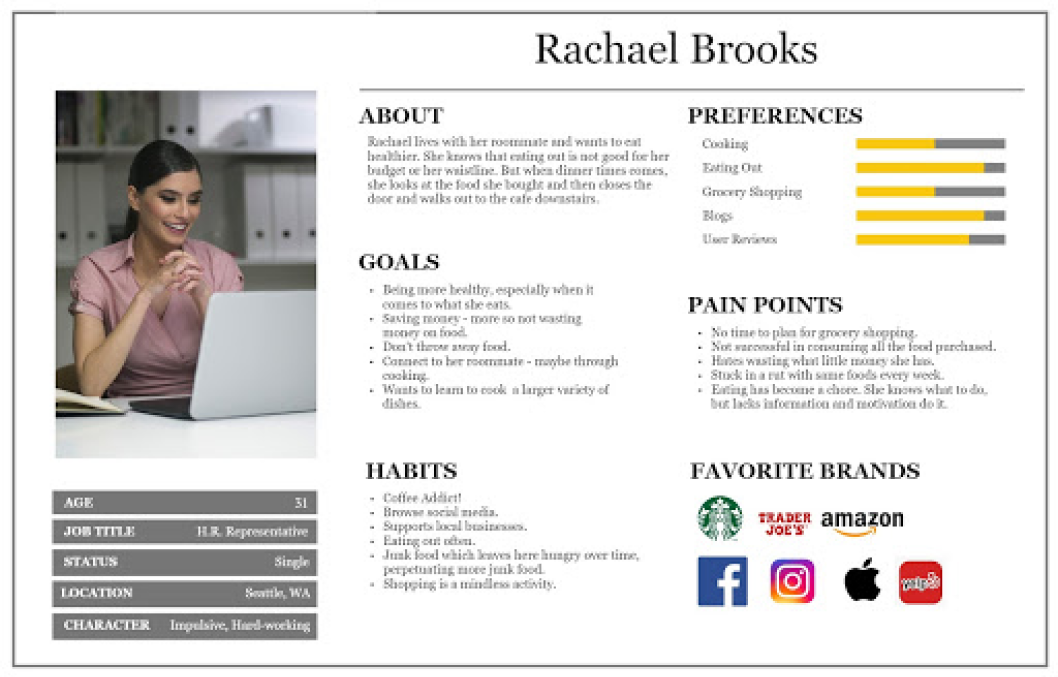 Rachael Brooks
ABOUT
Rachael lives with her roommate and wants to eat
healthier. She knows that eating out is not good for her
budget or her waistline. But when dinner times comes,
she looks at the food she bought and then closes the
door and walks out to the cafe downstairs.
GOALS
• Being more healthy, especially when it
comes to what she eats.
• Saving money - more so not wasting
money on food.
• Don't throw away food.
• Connect to her roommate - maybe through
cooking.
• Wants to learn to cook a larger variety of
dishes.
HABITS
• Coffee Addict!
• Browse social media.
• Supports local businesses.
• Eating out often.
• Junk food which leaves here hungry over time,
perpetuating more junk food.
• Shopping is a mindless activity.
PREFERENCES
Cooking
Eating Out
Grocery Shopping
Blogs
User Reviews
PAIN POINTS
• No time to plan for grocery shopping.
• Not successful in consuming all the food purchased.
• Hates wasting what little money she has.
• Stuck in a rut with same foods every week.
• Eating has become a chore. She knows what to do,
but lacks information and motivation do it.
FAVORITE BRANDS
TRADER
JOE'S
amazon
f
yelp
AGE 31
JOB TITLE H.R. Representative
STATUS Single
LOCATION Seattle, WA
CHARACTER Impulsive, Hard-working